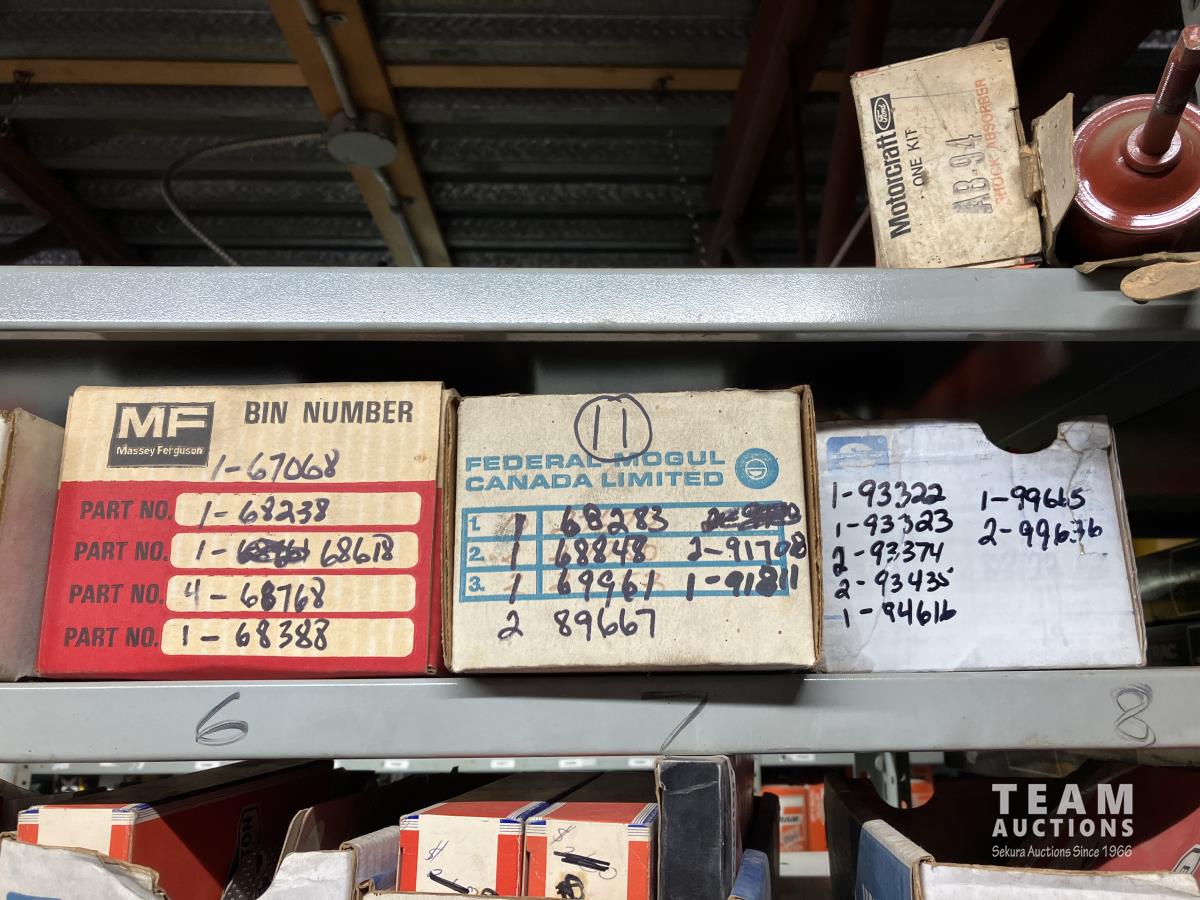 Motorcraft
Ford
ONE KIT
AB-94
SHOCK ABSORBER
MF
Massey Ferguson
BIN NUMBER
1-67068
PART NO. 1-68238
PART NO. 1- 68618
PART NO. 4-68768
PART NO. 1-68388
11
FEDERAL-MOGUL
CANADA LIMITED
1. 1 68283
2. 1 68848 2-91708
3. 1 69961 1-91811
2 89667
1-93322
1-93323
2-93374
2-93435
1-94616
1-99665
2-99636
6
7
8
TEAM
AUCTIONS
Sekura Auctions Since 1966